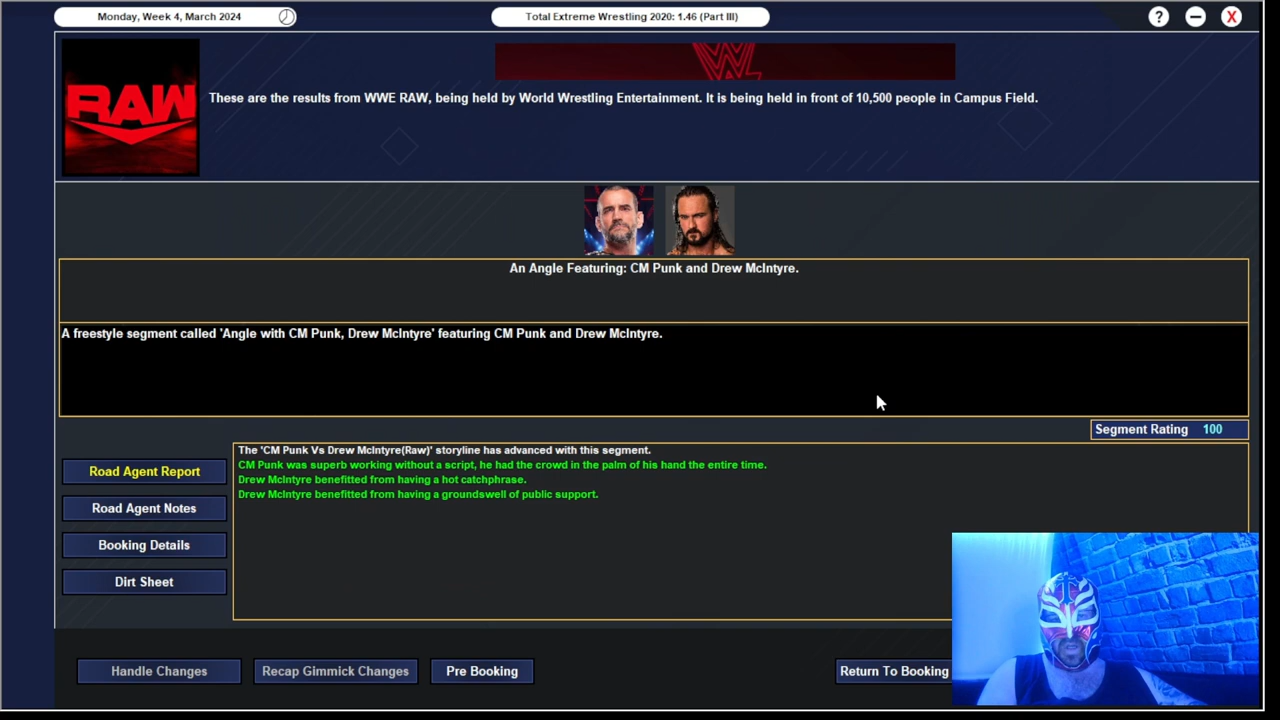 Monday, Week 4, March 2024
Total Extreme Wrestling 2020: 1.46 (Part III)
?
X
RAW
W
These are the results from WWE RAW, being held by World Wrestling Entertainment. It is being held in front of 10,500 people in Campus Field.
An Angle Featuring: CM Punk and Drew McIntyre.
A freestyle segment called 'Angle with CM Punk, Drew McIntyre' featuring CM Punk and Drew McIntyre.
Segment Rating 100
The 'CM Punk Vs Drew McIntyre(Raw)' storyline has advanced with this segment.
CM Punk was superb working without a script, he had the crowd in the palm of his hand the entire time.
Drew McIntyre benefitted from having a hot catchphrase.
Drew McIntyre benefitted from having a groundswell of public support.
Road Agent Report
Road Agent Notes
Booking Details
Dirt Sheet
Handle Changes
Recap Gimmick Changes
Pre Booking
Return To Booking